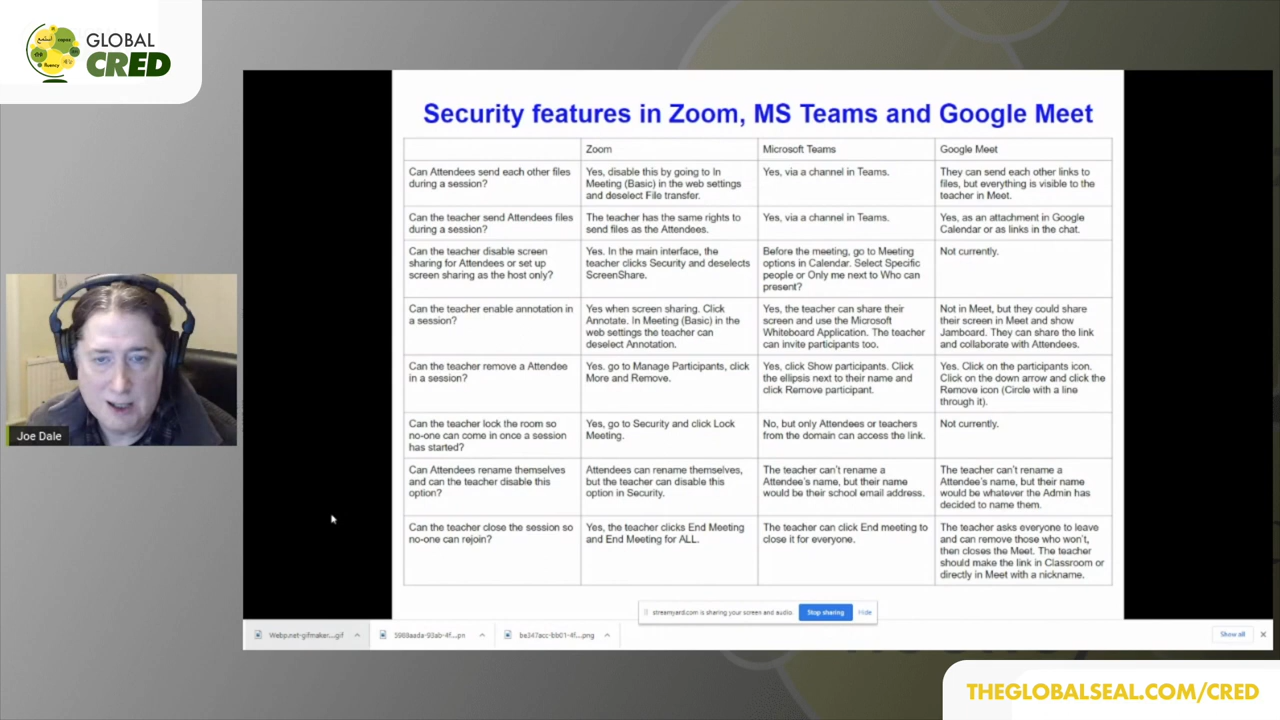 GLOBAL
CRED
Security features in Zoom, MS Teams and Google Meet
Zoom
Microsoft Teams
Google Meet
Can Attendees send each other files
during a session?
Yes, disable this by going to In
Meeting (Basic) in the web settings
and deselect File transfer.
Yes, via a channel in Teams.
They can send each other links to
files, but everything is visible to the
teacher in Meet.
Can the teacher send Attendees files
during a session?
The teacher has the same rights to
send files as the Attendees.
Yes, via a channel in Teams.
Yes, as an attachment in Google
Calendar or as links in the chat.
Can the teacher disable screen
sharing for Attendees or set up
screen sharing as the host only?
Yes. In the main interface, the
teacher clicks Security and deselects
ScreenShare.
Before the meeting, go to Meeting
options in Calendar. Select Specific
people or Only me next to Who can
present?
Not currently.
Can the teacher enable annotation in
a session?
Yes when screen sharing. Click
Annotate. In Meeting (Basic) in the
web settings the teacher can
deselect Annotation.
Yes, the teacher can share their
screen and use the Microsoft
Whiteboard Application. The teacher
can invite participants too.
Not in Meet, but they could share
their screen in Meet and show
Jamboard. They can share the link
and collaborate with Attendees.
Can the teacher remove a Attendee
in a session?
Yes, go to Manage Participants, click
More and Remove.
Yes, click Show participants. Click
the ellipsis next to their name and
click Remove participant.
Yes. Click on the participants icon.
Click on the down arrow and click the
Remove icon (Circle with a line
through it).
Can the teacher lock the room so
no-one can come in once a session
has started?
Yes, go to Security and click Lock
Meeting.
No, but only Attendees or teachers
from the domain can access the link.
Not currently.
Can Attendees rename themselves
and can the teacher disable this
option?
Attendees can rename themselves,
but the teacher can disable this
option in Security.
The teacher can't rename a
Attendee's name, but their name
would be their school email address.
The teacher can't rename a
Attendee's name, but their name
would be whatever the Admin has
decided to name them.
Can the teacher close the session so
no-one can rejoin?
Yes, the teacher clicks End Meeting
and End Meeting for ALL.
The teacher can click End meeting to
close it for everyone.
The teacher asks everyone to leave
and can remove those who won't,
then closes the Meet. The teacher
should make the link in Classroom or
directly in Meet with a nickname.
Joe Dale
streamyard.com is sharing your screen and audio.
Stop sharing
Hide
Webp.net-gifmaker....gif
5968aada-93ab-4f....pn
be347acc-bb01-4f....png
Show all
THEGLOBALSEAL.COM/CRED